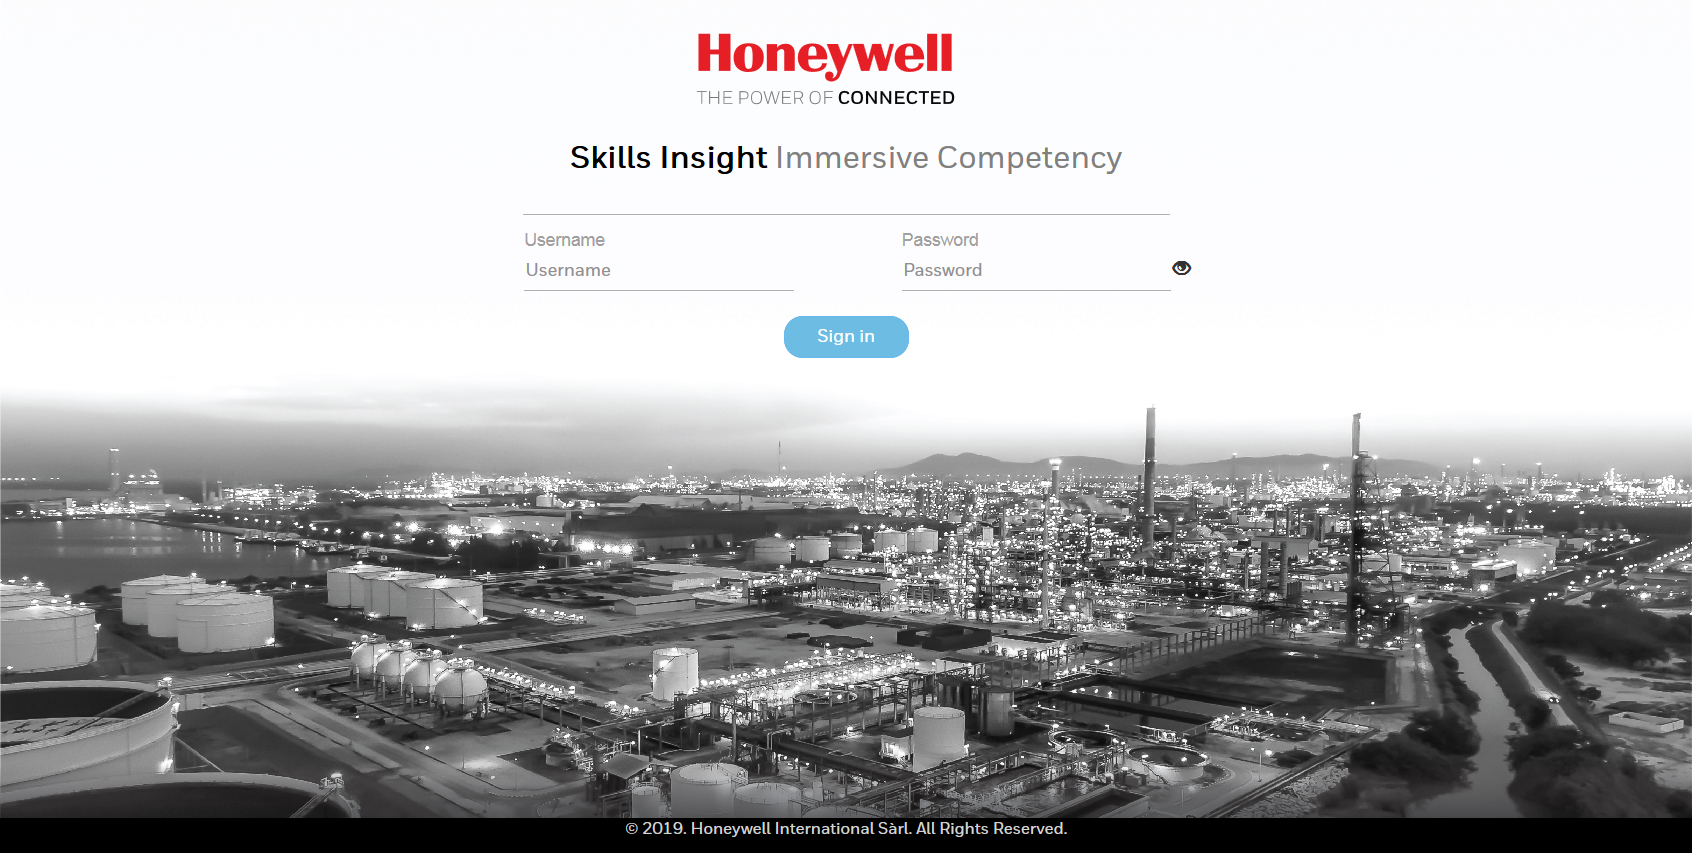 Honeywell
THE POWER OF CONNECTED
Skills Insight Immersive Competency
Username Password
Username Password
Sign in
© 2019. Honeywell International Sàrl. All Rights Reserved.